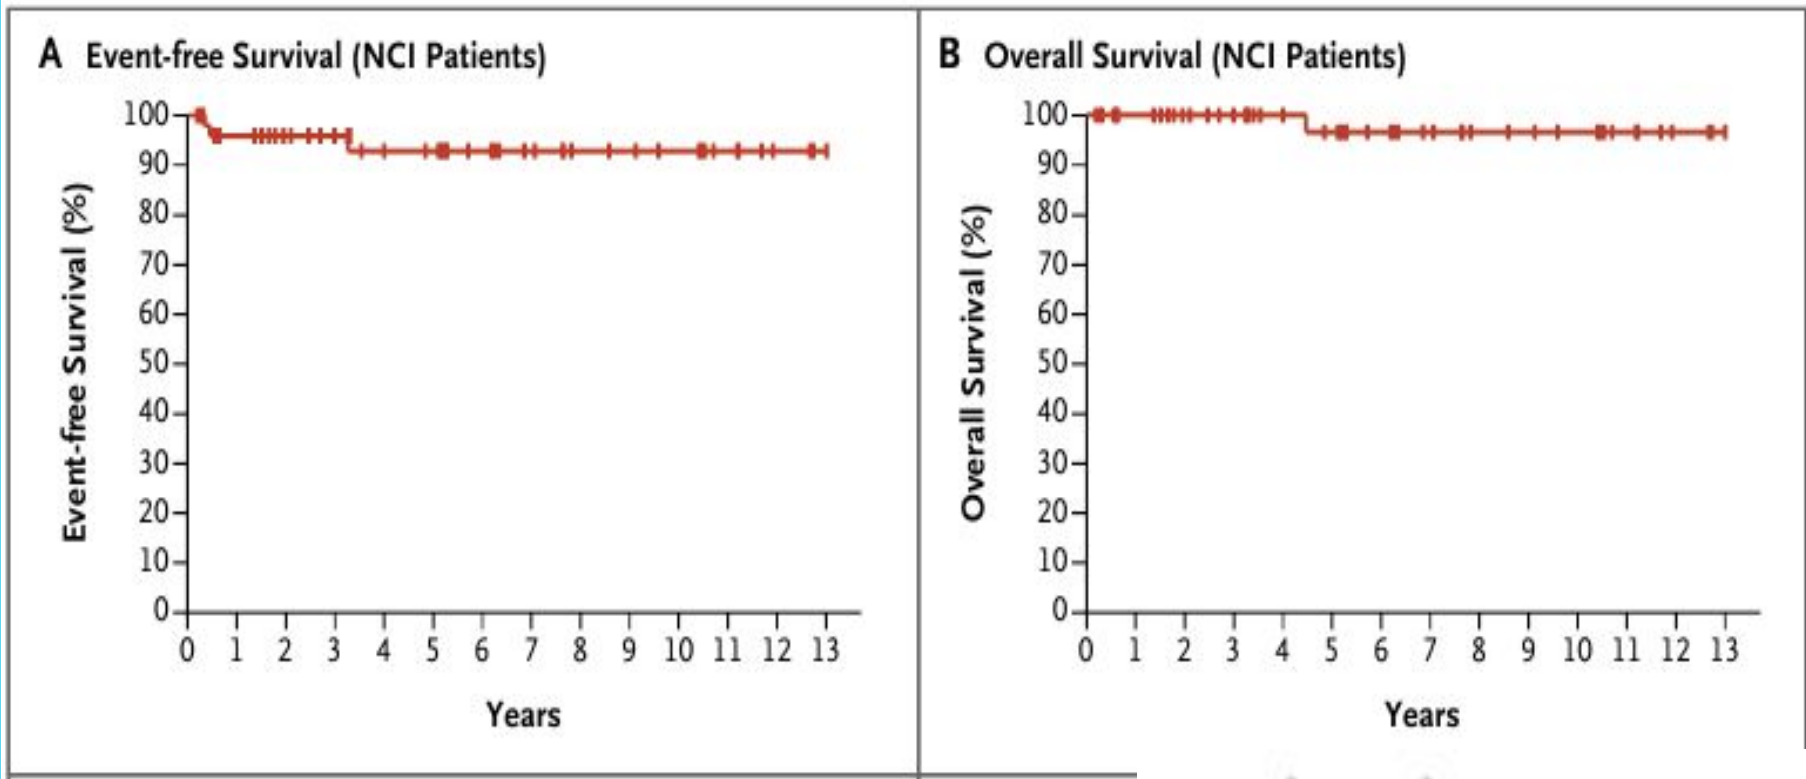 A Event-free Survival (NCI Patients)
Event-free Survival (%)
100
90
80
70
60
50
40
30
20
10
0
0 1 2 3 4 5 6 7 8 9 10 11 12 13
Years
B Overall Survival (NCI Patients)
Overall Survival (%)
100
90
80
70
60
50
40
30
20
10
0
0 1 2 3 4 5 6 7 8 9 10 11 12 13
Years